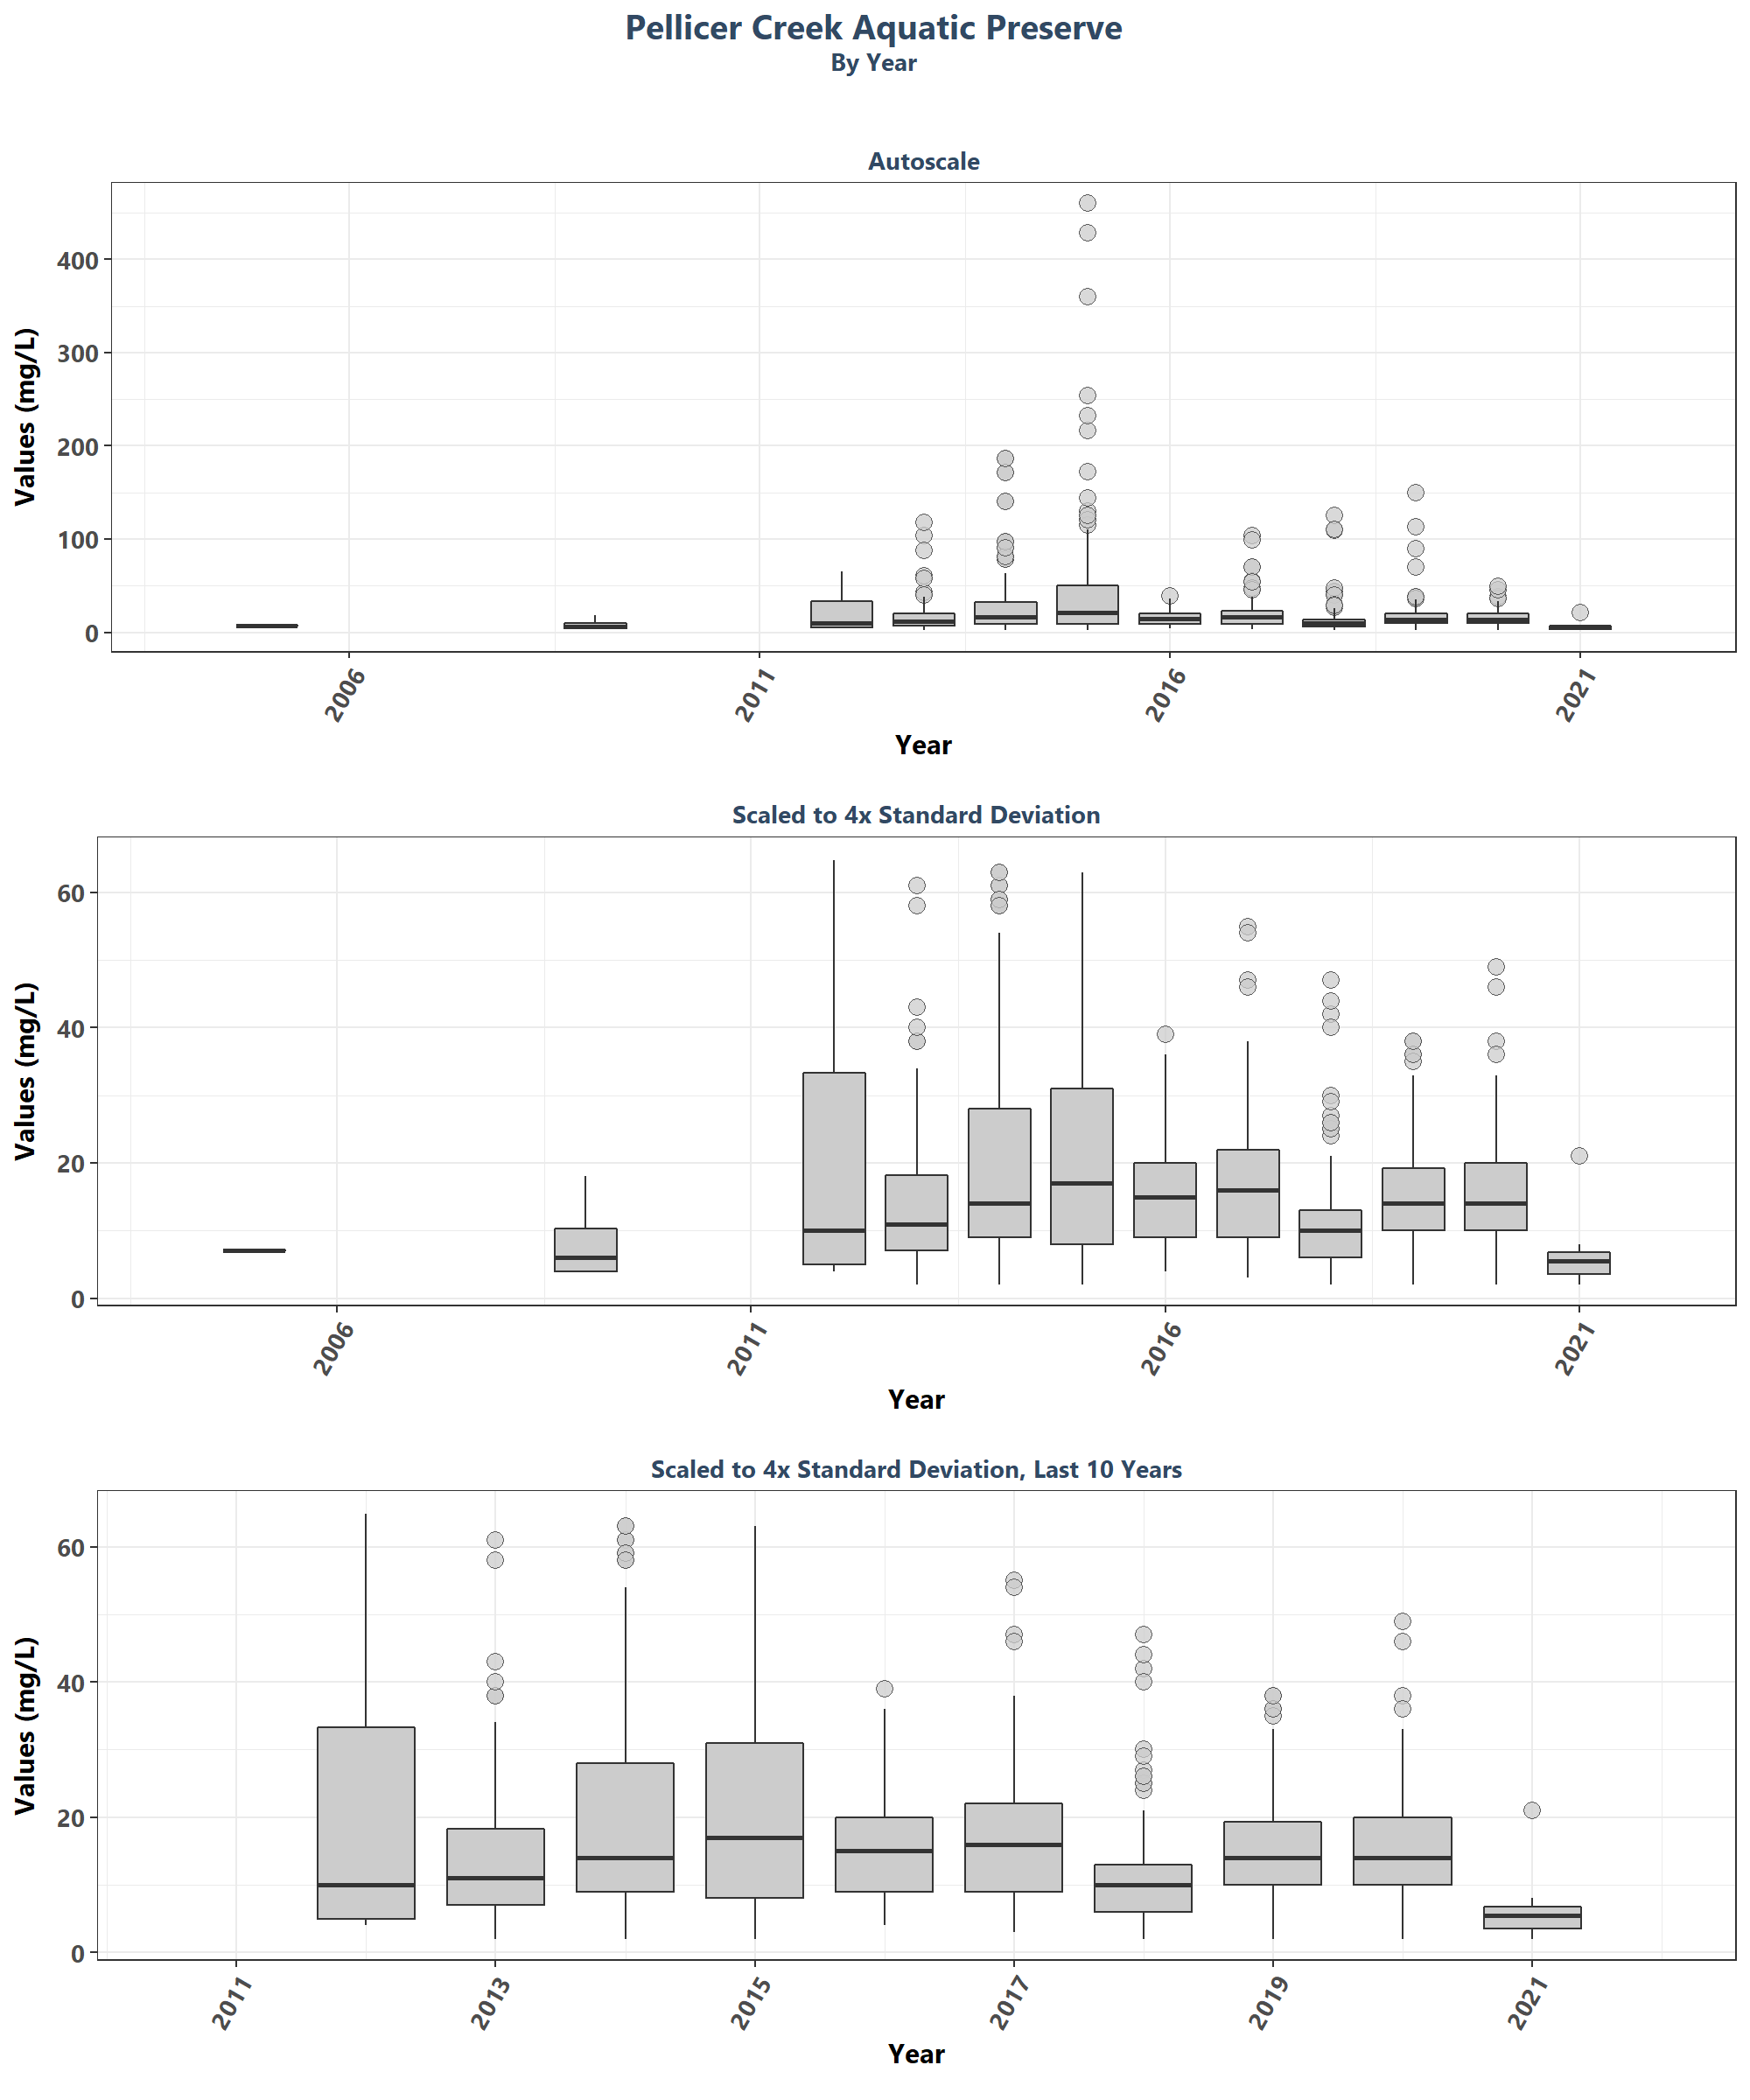 Pellicer Creek Aquatic Preserve
By Year
Autoscale
Values (mg/L)
400
300
200
100
0
2006
2011
2016
2021
Year
Scaled to 4x Standard Deviation
Values (mg/L)
60
40
20
0
2006
2011
2016
2021
Year
Scaled to 4x Standard Deviation, Last 10 Years
Values (mg/L)
60
40
20
0
2011
2013
2015
2017
2019
2021
Year